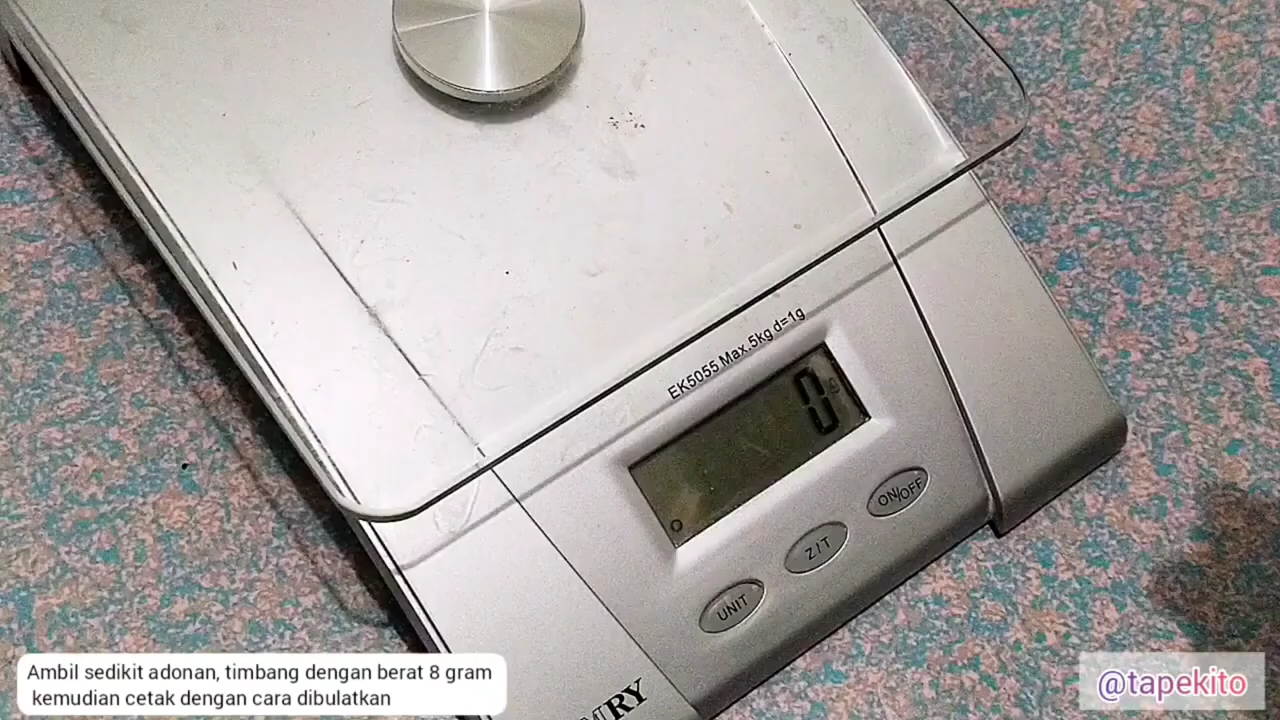 EK5055 Max.5kg d=1g
0 g
ON/OFF
Z/T
UNIT
Ambil sedikit adonan, timbang dengan berat 8 gram
kemudian cetak dengan cara dibulatkan
@tapekito